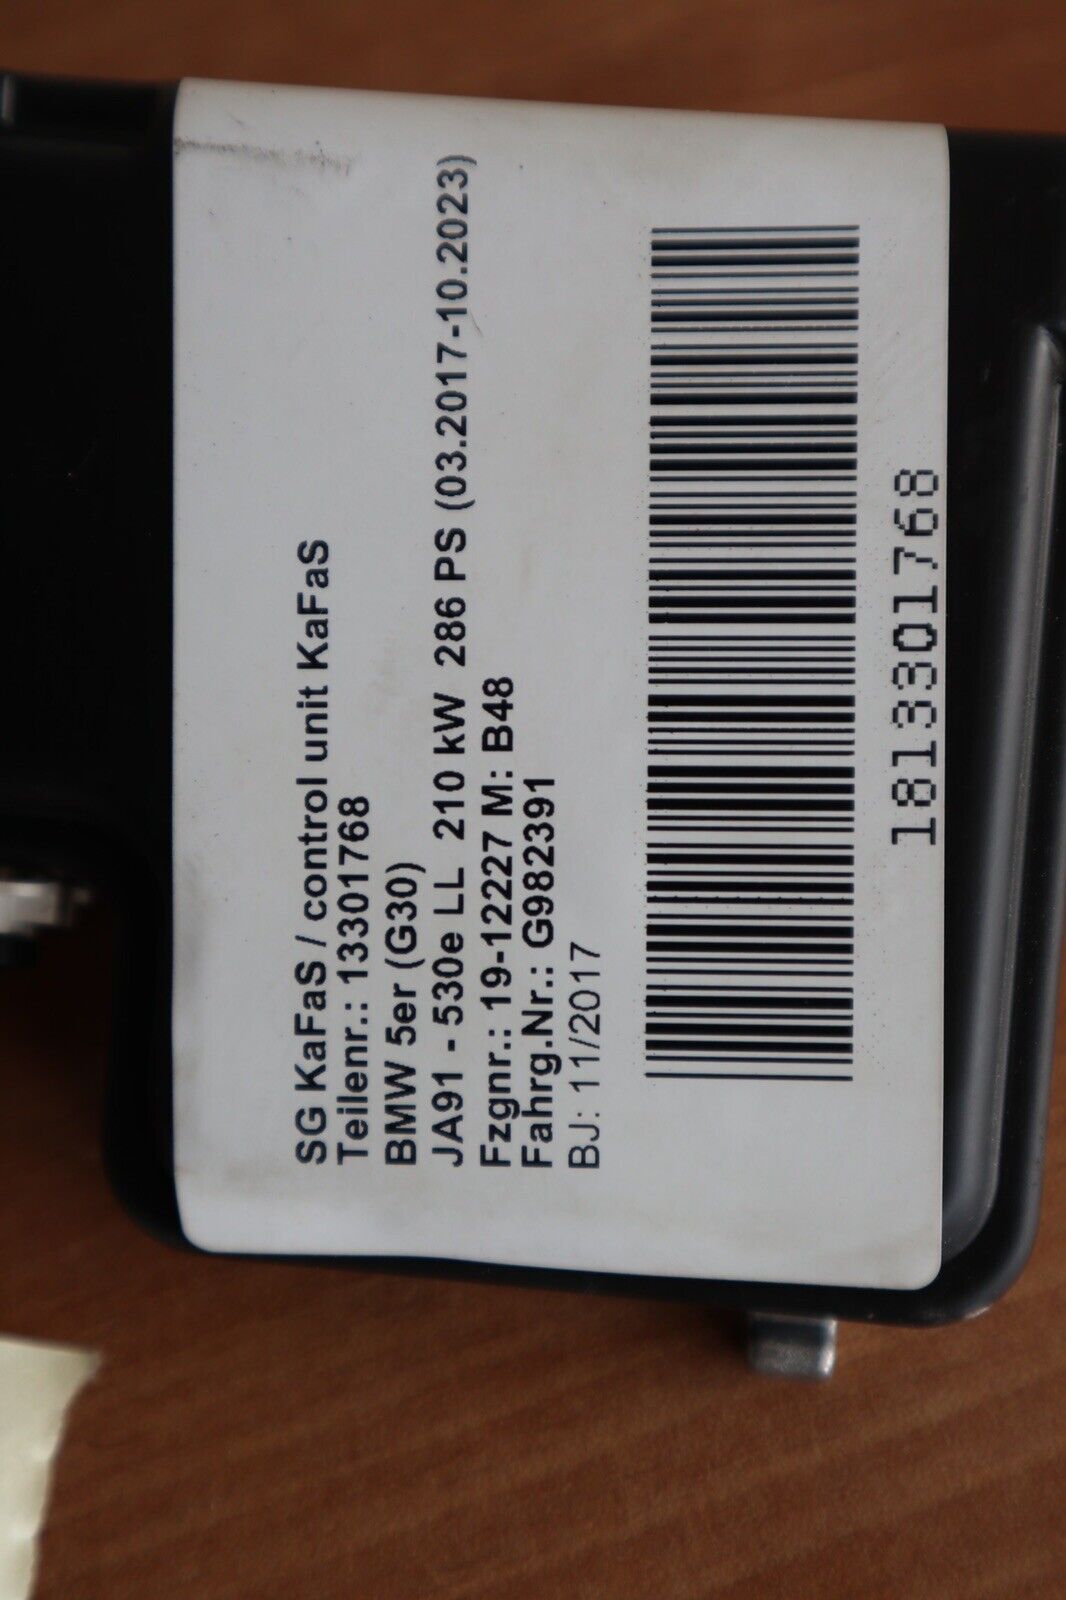 SG KaFaS / control unit KaFaS
Teilenr.: 13301768
BMW 5er (G30)
JA91 - 530e LL 210 kW 286 PS (03.2017-10.2023)
Fzgnr.: 19-12227 M: B48
Fahrg.Nr.: G982391
BJ: 11/2017
1813301768